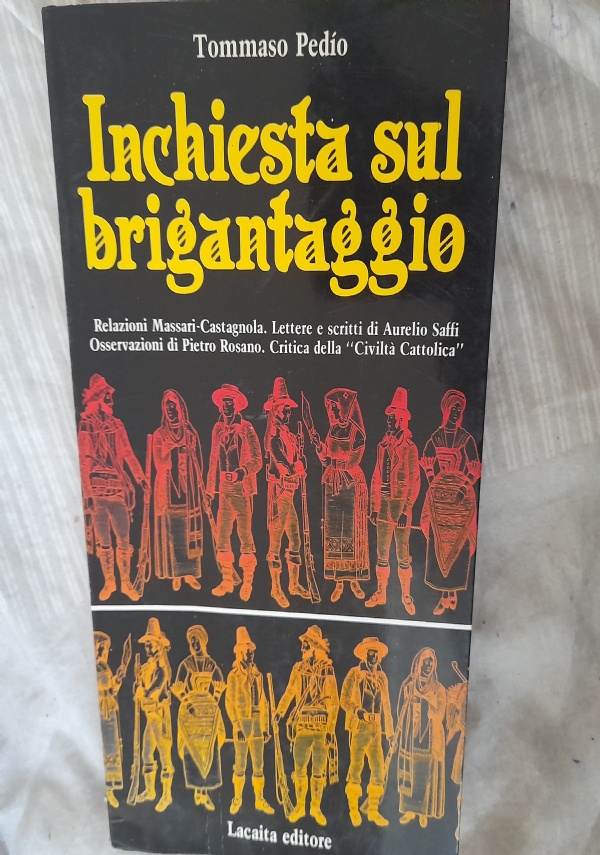 Tommaso Pedío
Inchiesta sul
brigantaggio
Relazioni Massari-Castagnola. Lettere e scritti di Aurelio Saffi
Osservazioni di Pietro Rosano. Critica della “Civiltà Cattolica”
Lacaita editore